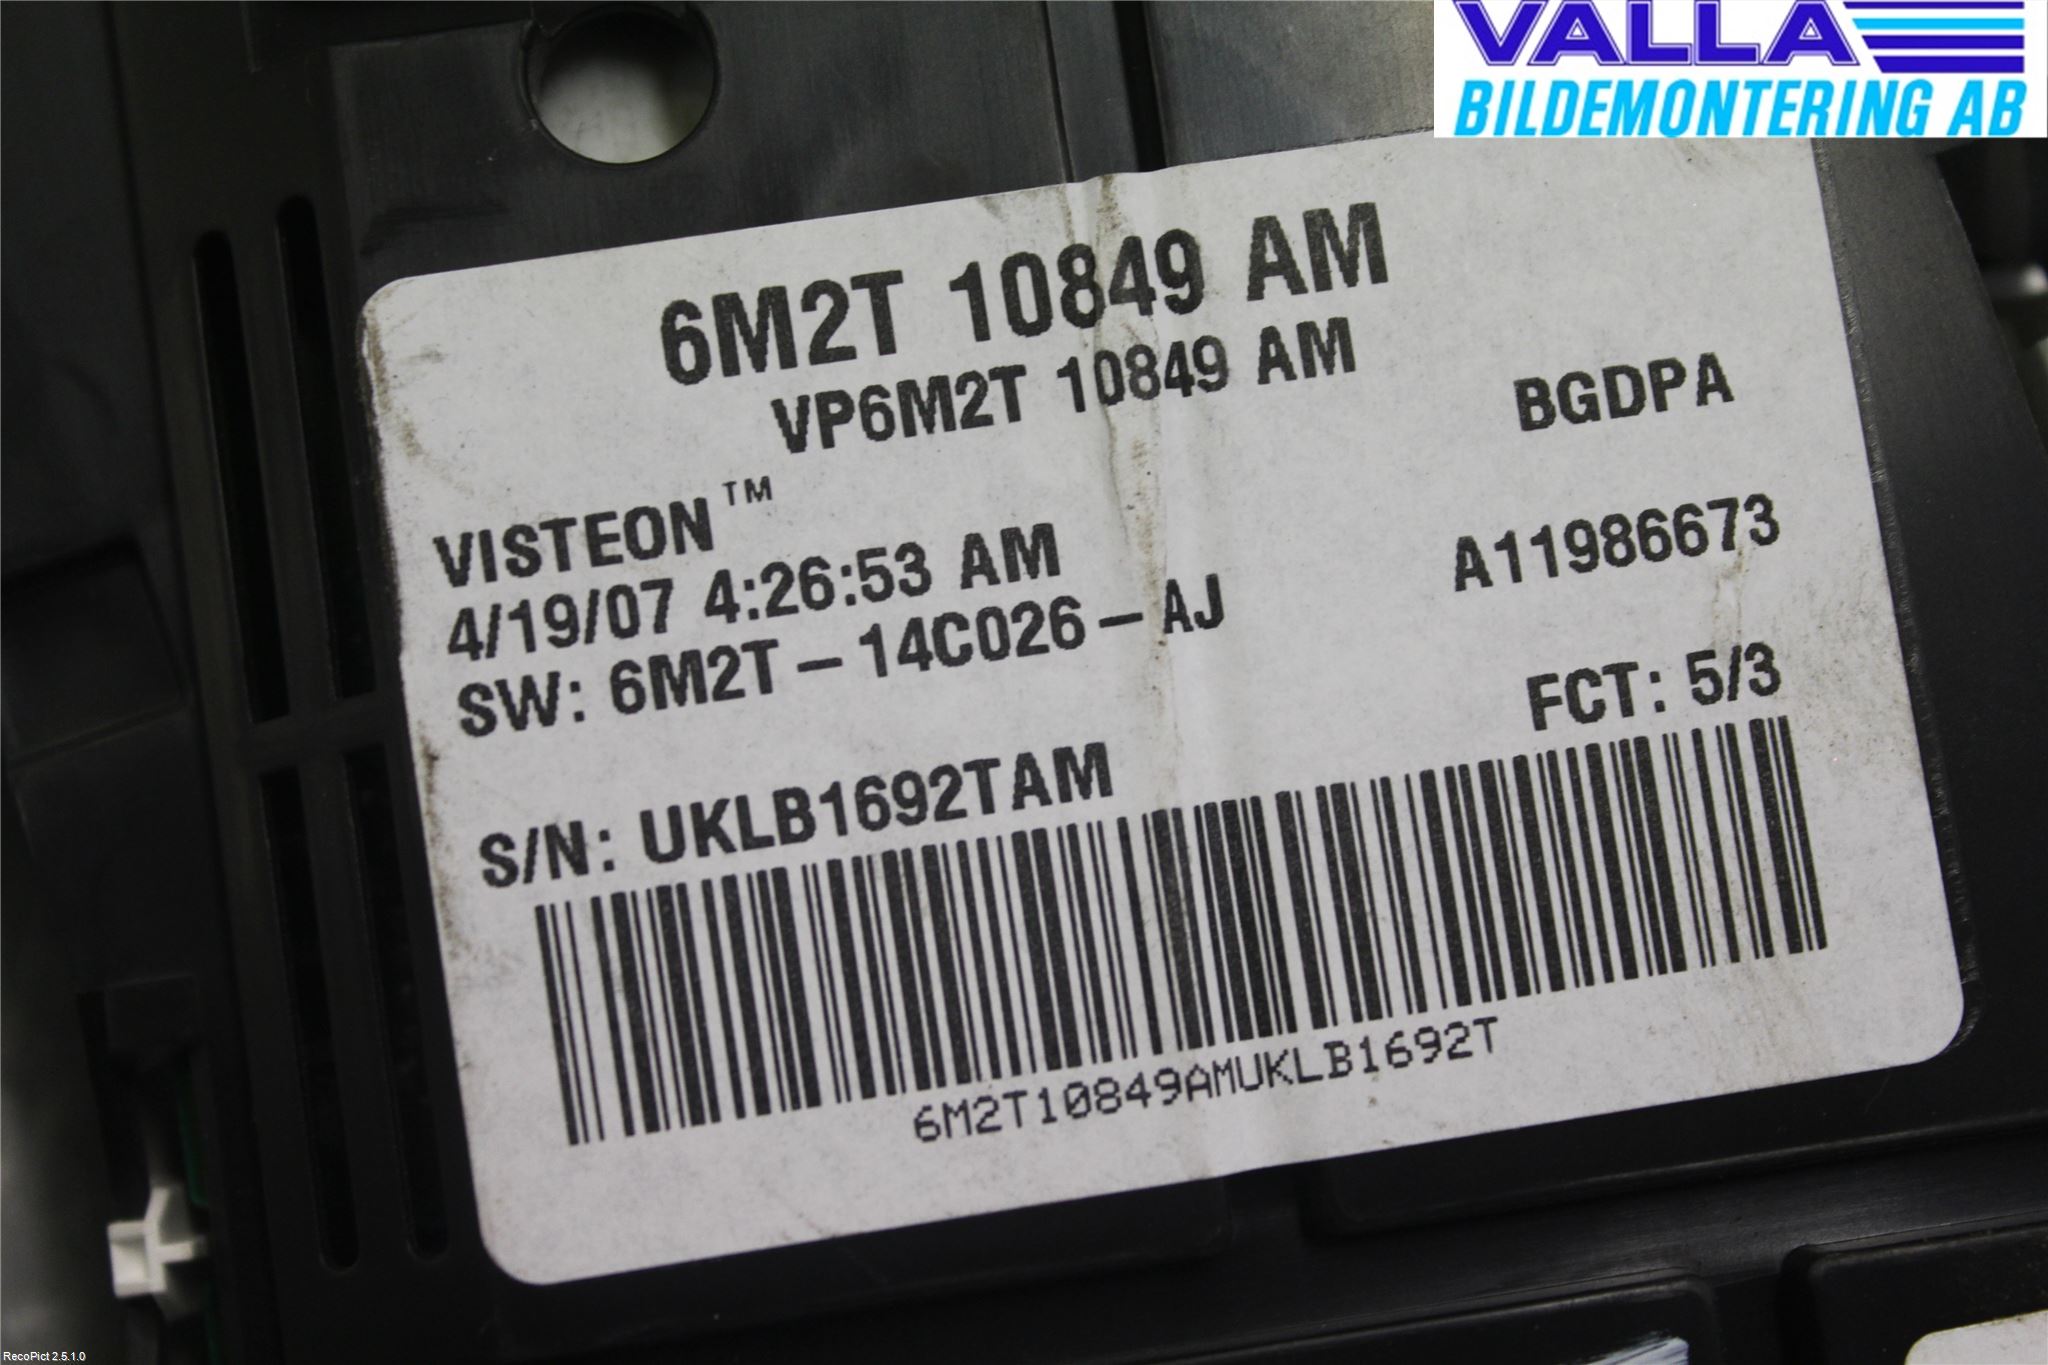 VALLA
BILDEMONTERING AB
6M2T 10849 AM
VP6M2T 10849 AM
BGDPA
VISTEON™
4/19/07 4:26:53 AM
A11986673
SW: 6M2T-14C026-AJ
FCT: 5/3
S/N: UKLB1692TAM
6M2T10849AMUKLB1692T
RecoPict 2.5.1.0